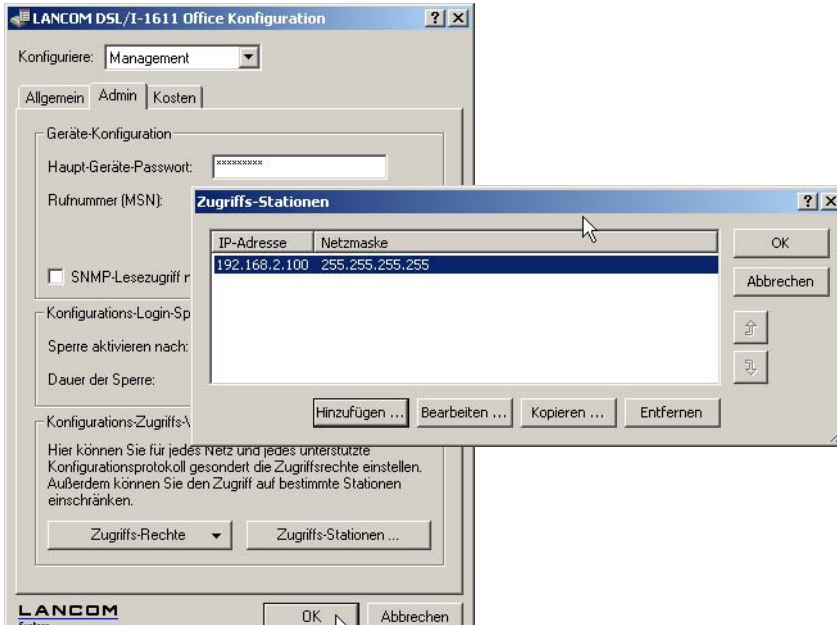 LANCOM DSL/I-1611 Office Konfiguration
Konfiguriere: Management
Allgemein Admin Kosten
Geräte-Konfiguration
Haupt-Geräte-Passwort: xxxxxxxxx
Rufnummer (MSN):
SNMP-Lesezugriff
Konfigurations-Login-Sp
Sperre aktivieren nach:
Dauer der Sperre:
Konfigurations-Zugriffs-
Hier können Sie für jedes Netz und jedes unterstützte
Konfigurationsprotokoll gesondert die Zugriffsrechte einstellen.
Außerdem können Sie den Zugriff auf bestimmte Stationen
einschränken.
Zugriffs-Rechte Zugriffs-Stationen ...
LANCOM
Systems
OK Abbrechen
Zugriffs-Stationen
IP-Adresse Netzmaske
192.168.2.100 255.255.255.255
OK
Abbrechen
Hinzufügen ... Bearbeiten ... Kopieren ... Entfernen